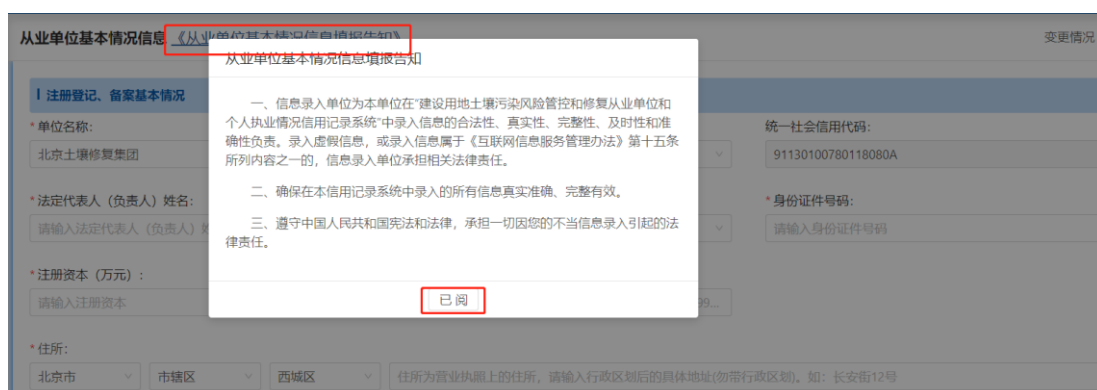 从业单位基本情况信息 《从业单位基本情况信息填报告知》
变更情况
从业单位基本情况信息填报告知
注册登记、备案基本情况
一、信息录入单位为本单位在“建设用地土壤污染风险管控和修复从业单位和
个人执业情况信用记录系统”中录入信息的合法性、真实性、完整性、及时性和准
确性负责。录入虚假信息，或录入信息属于《互联网信息服务管理办法》第十五条
所列内容之一的，信息录入单位承担相关法律责任。
二、确保在本信用记录系统中录入的所有信息真实准确、完整有效。
三、遵守中国人民共和国宪法和法律，承担一切因您的不当信息录入引起的法
律责任。
已阅
*单位名称:
统一社会信用代码:
北京土壤修复集团
91130100780118080A
*法定代表人（负责人）姓名:
*身份证件号码:
请输入法定代表人（负责人）
请输入身份证件号码
*注册资本（万元）:
请输入注册资本
99...
*住所:
北京市 市辖区 西城区 住所为营业执照上的住所，请输入行政区划后的具体地址(勿带行政区划)。如：长安街12号